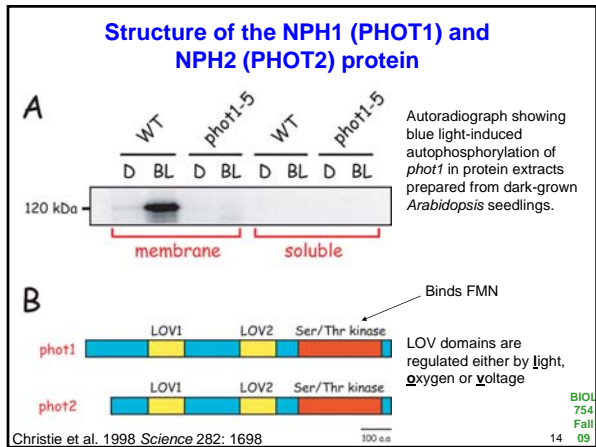 Structure of the NPH1 (PHOT1) and
NPH2 (PHOT2) protein
A
WT phot1-5 WT phot1-5
D BL D BL D BL D BL
120 kDa
membrane soluble
Autoradiograph showing
blue light-induced
autophosphorylation of
phot1 in protein extracts
prepared from dark-grown
Arabidopsis seedlings.
B
Binds FMN
LOV1 LOV2 Ser/Thr kinase
phot1
LOV1 LOV2 Ser/Thr kinase
phot2
100 a.a
LOV domains are
regulated either by light,
oxygen or voltage
Christie et al. 1998 Science 282: 1698
14
BIOL
754
Fall
09